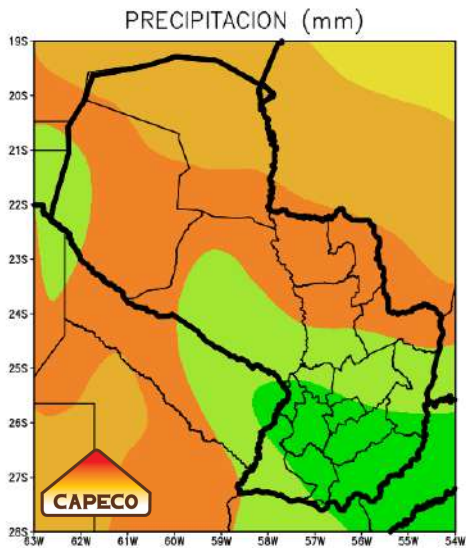 PRECIPITACION (mm)
19S
20S
21S
22S
23S
24S
25S
26S
27S
28S
CAPECO
63W 62W 61W 60W 59W 58W 57W 56W 55W 54W